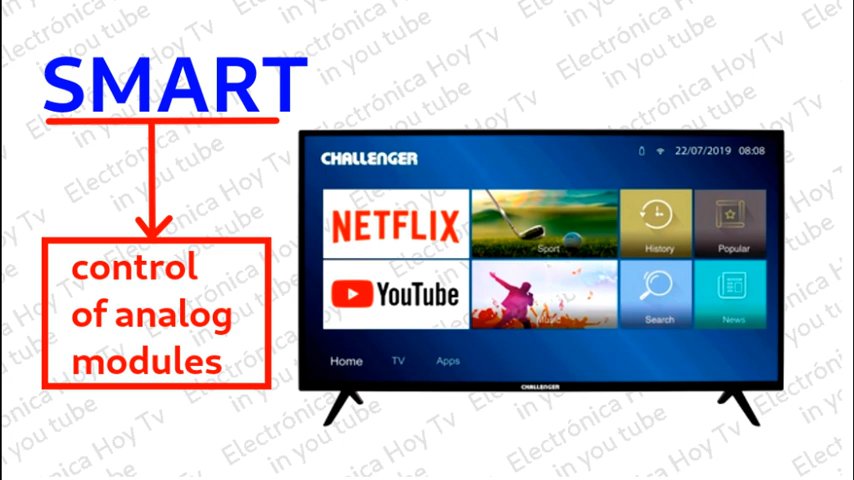 SMART
control
of analog
modules
CHALLENGER
22/07/2019 08:08
NETFLIX
Sport
History
Popular
YouTube
Search
News
Home TV Apps
CHALLENGER
Electrónica Hoy Tv
in you tube